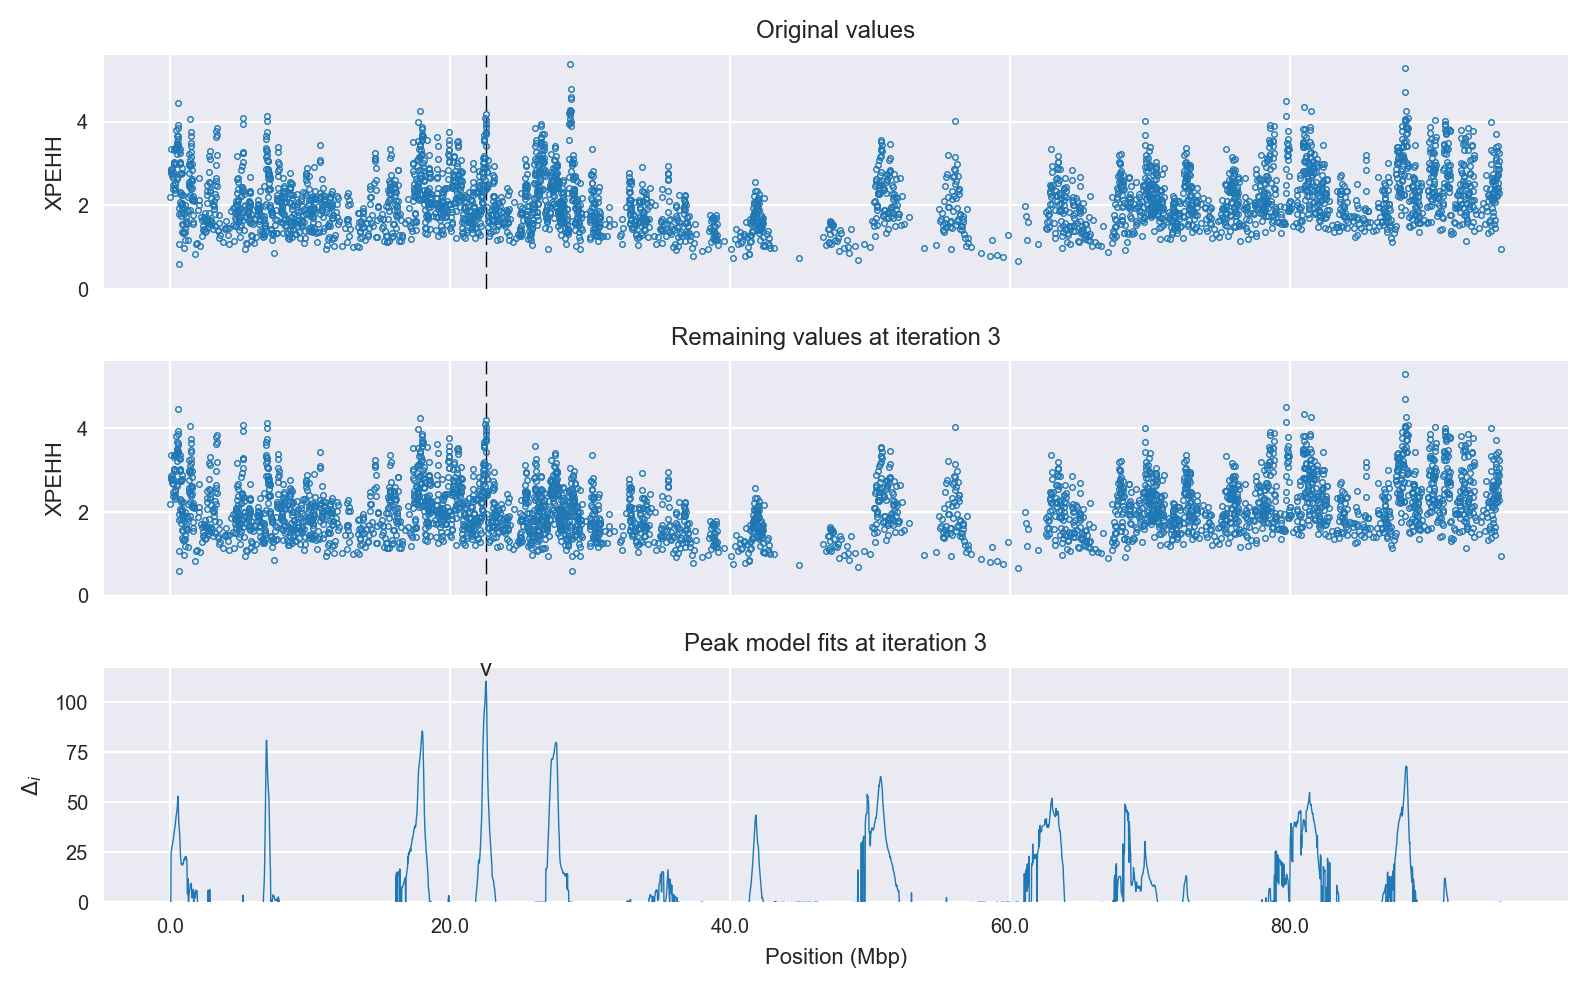 Original values
XPEHH
4
2
0
Remaining values at iteration 3
XPEHH
4
2
0
Peak model fits at iteration 3
v
Δi
100
75
50
25
0
0.0 20.0 40.0 60.0 80.0
Position (Mbp)